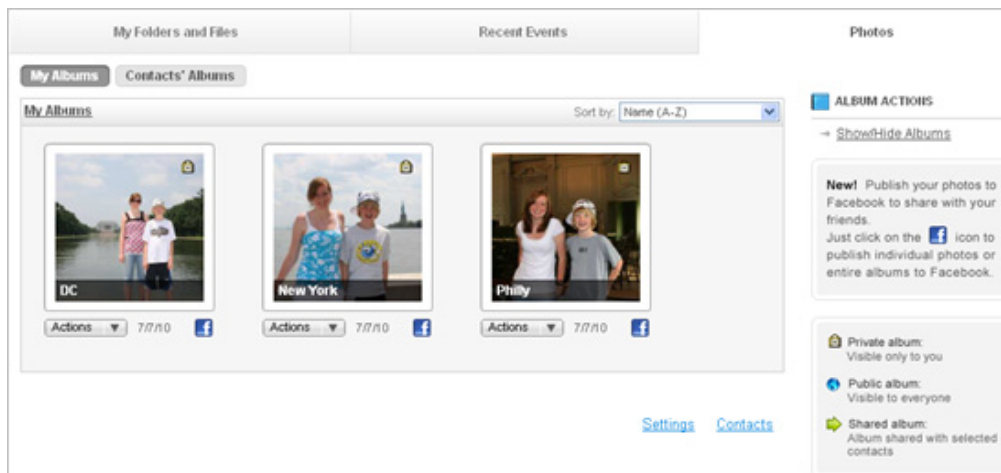 My Folders and Files
Recent Events
Photos
My Albums
Contacts' Albums
My Albums
Sort by: Name (A-Z)
DC
New York
Philly
Actions 7/7/10
Actions 7/7/10
Actions 7/7/10
Settings Contacts
ALBUM ACTIONS
→ Show/Hide Albums
New! Publish your photos to
Facebook to share with your
friends.
Just click on the f icon to
publish individual photos or
entire albums to Facebook.
Private album:
Visible only to you
Public album:
Visible to everyone
Shared album:
Album shared with selected
contacts